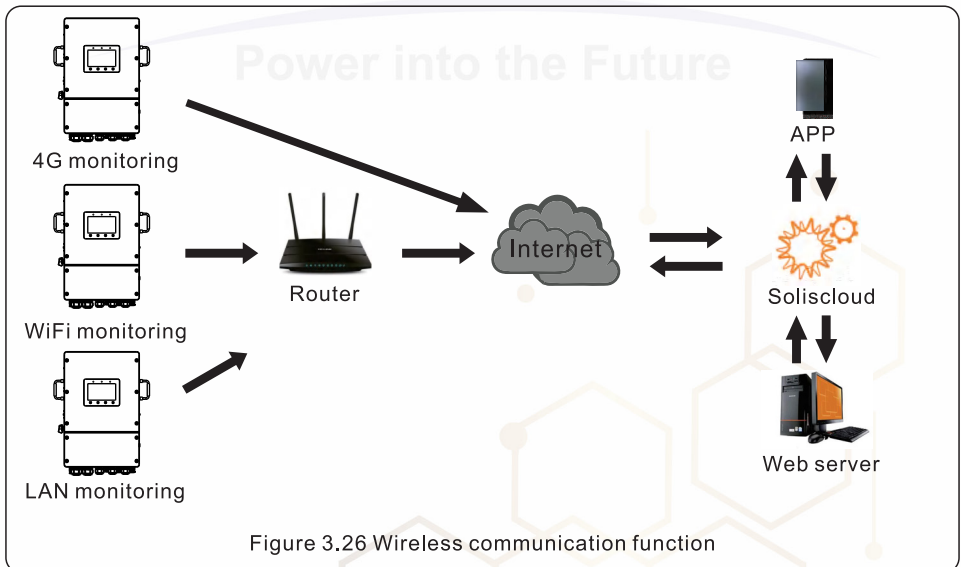 Power into the Future
4G monitoring
WiFi monitoring
LAN monitoring
Router
Internet
APP
Soliscloud
Web server
Figure 3.26 Wireless communication function